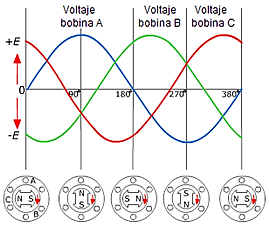 Voltaje bobina A
Voltaje bobina B
Voltaje bobina C
+E
0
90°
180°
270°
380°
-E
A
C
B
N S
N
S
S N
S
N
N S